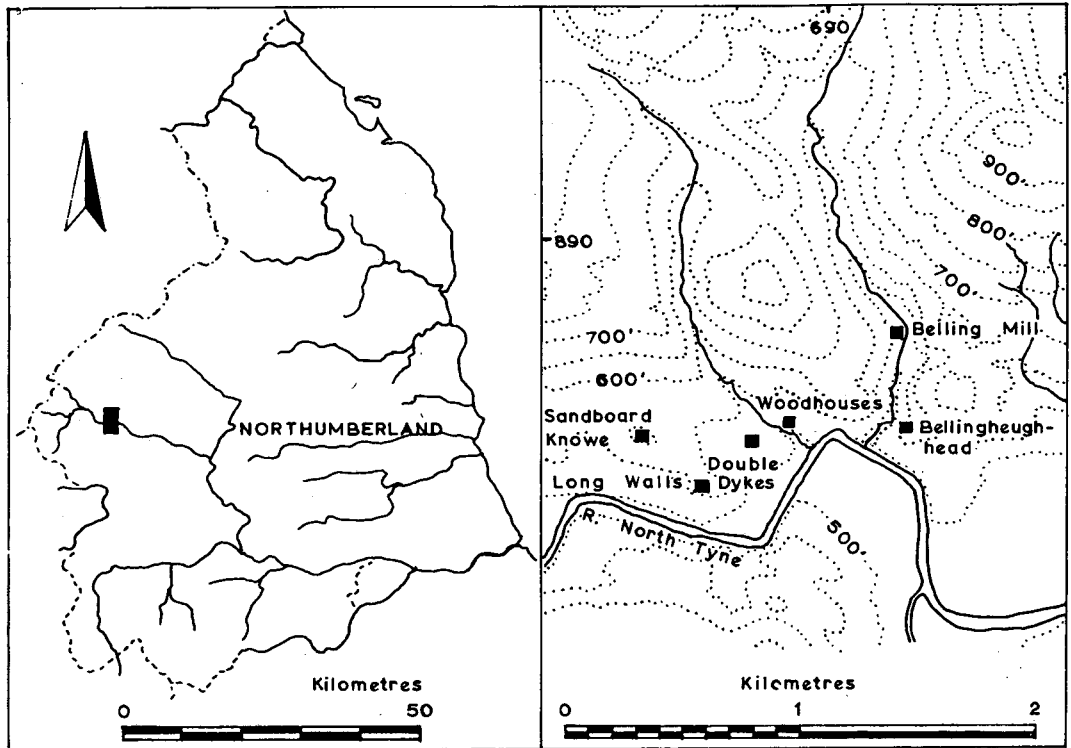 NORTHUMBERLAND
Kilometres
0 50
690
900'
800'
890
700'
Belling Mill
700'
600'
Woodhouses
Sandboard
Knowe
Bellingheugh-
head
Double
Dykes
Long Walls
R. North Tyne
500'
Kilometres
0 1 2